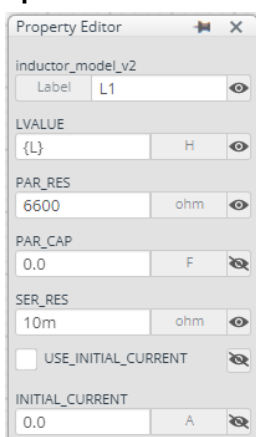 Property Editor
inductor_model_v2
Label L1
LVALUE
{L} H
PAR_RES
6600 ohm
PAR_CAP
0.0 F
SER_RES
10m ohm
USE_INITIAL_CURRENT
INITIAL_CURRENT
0.0 A